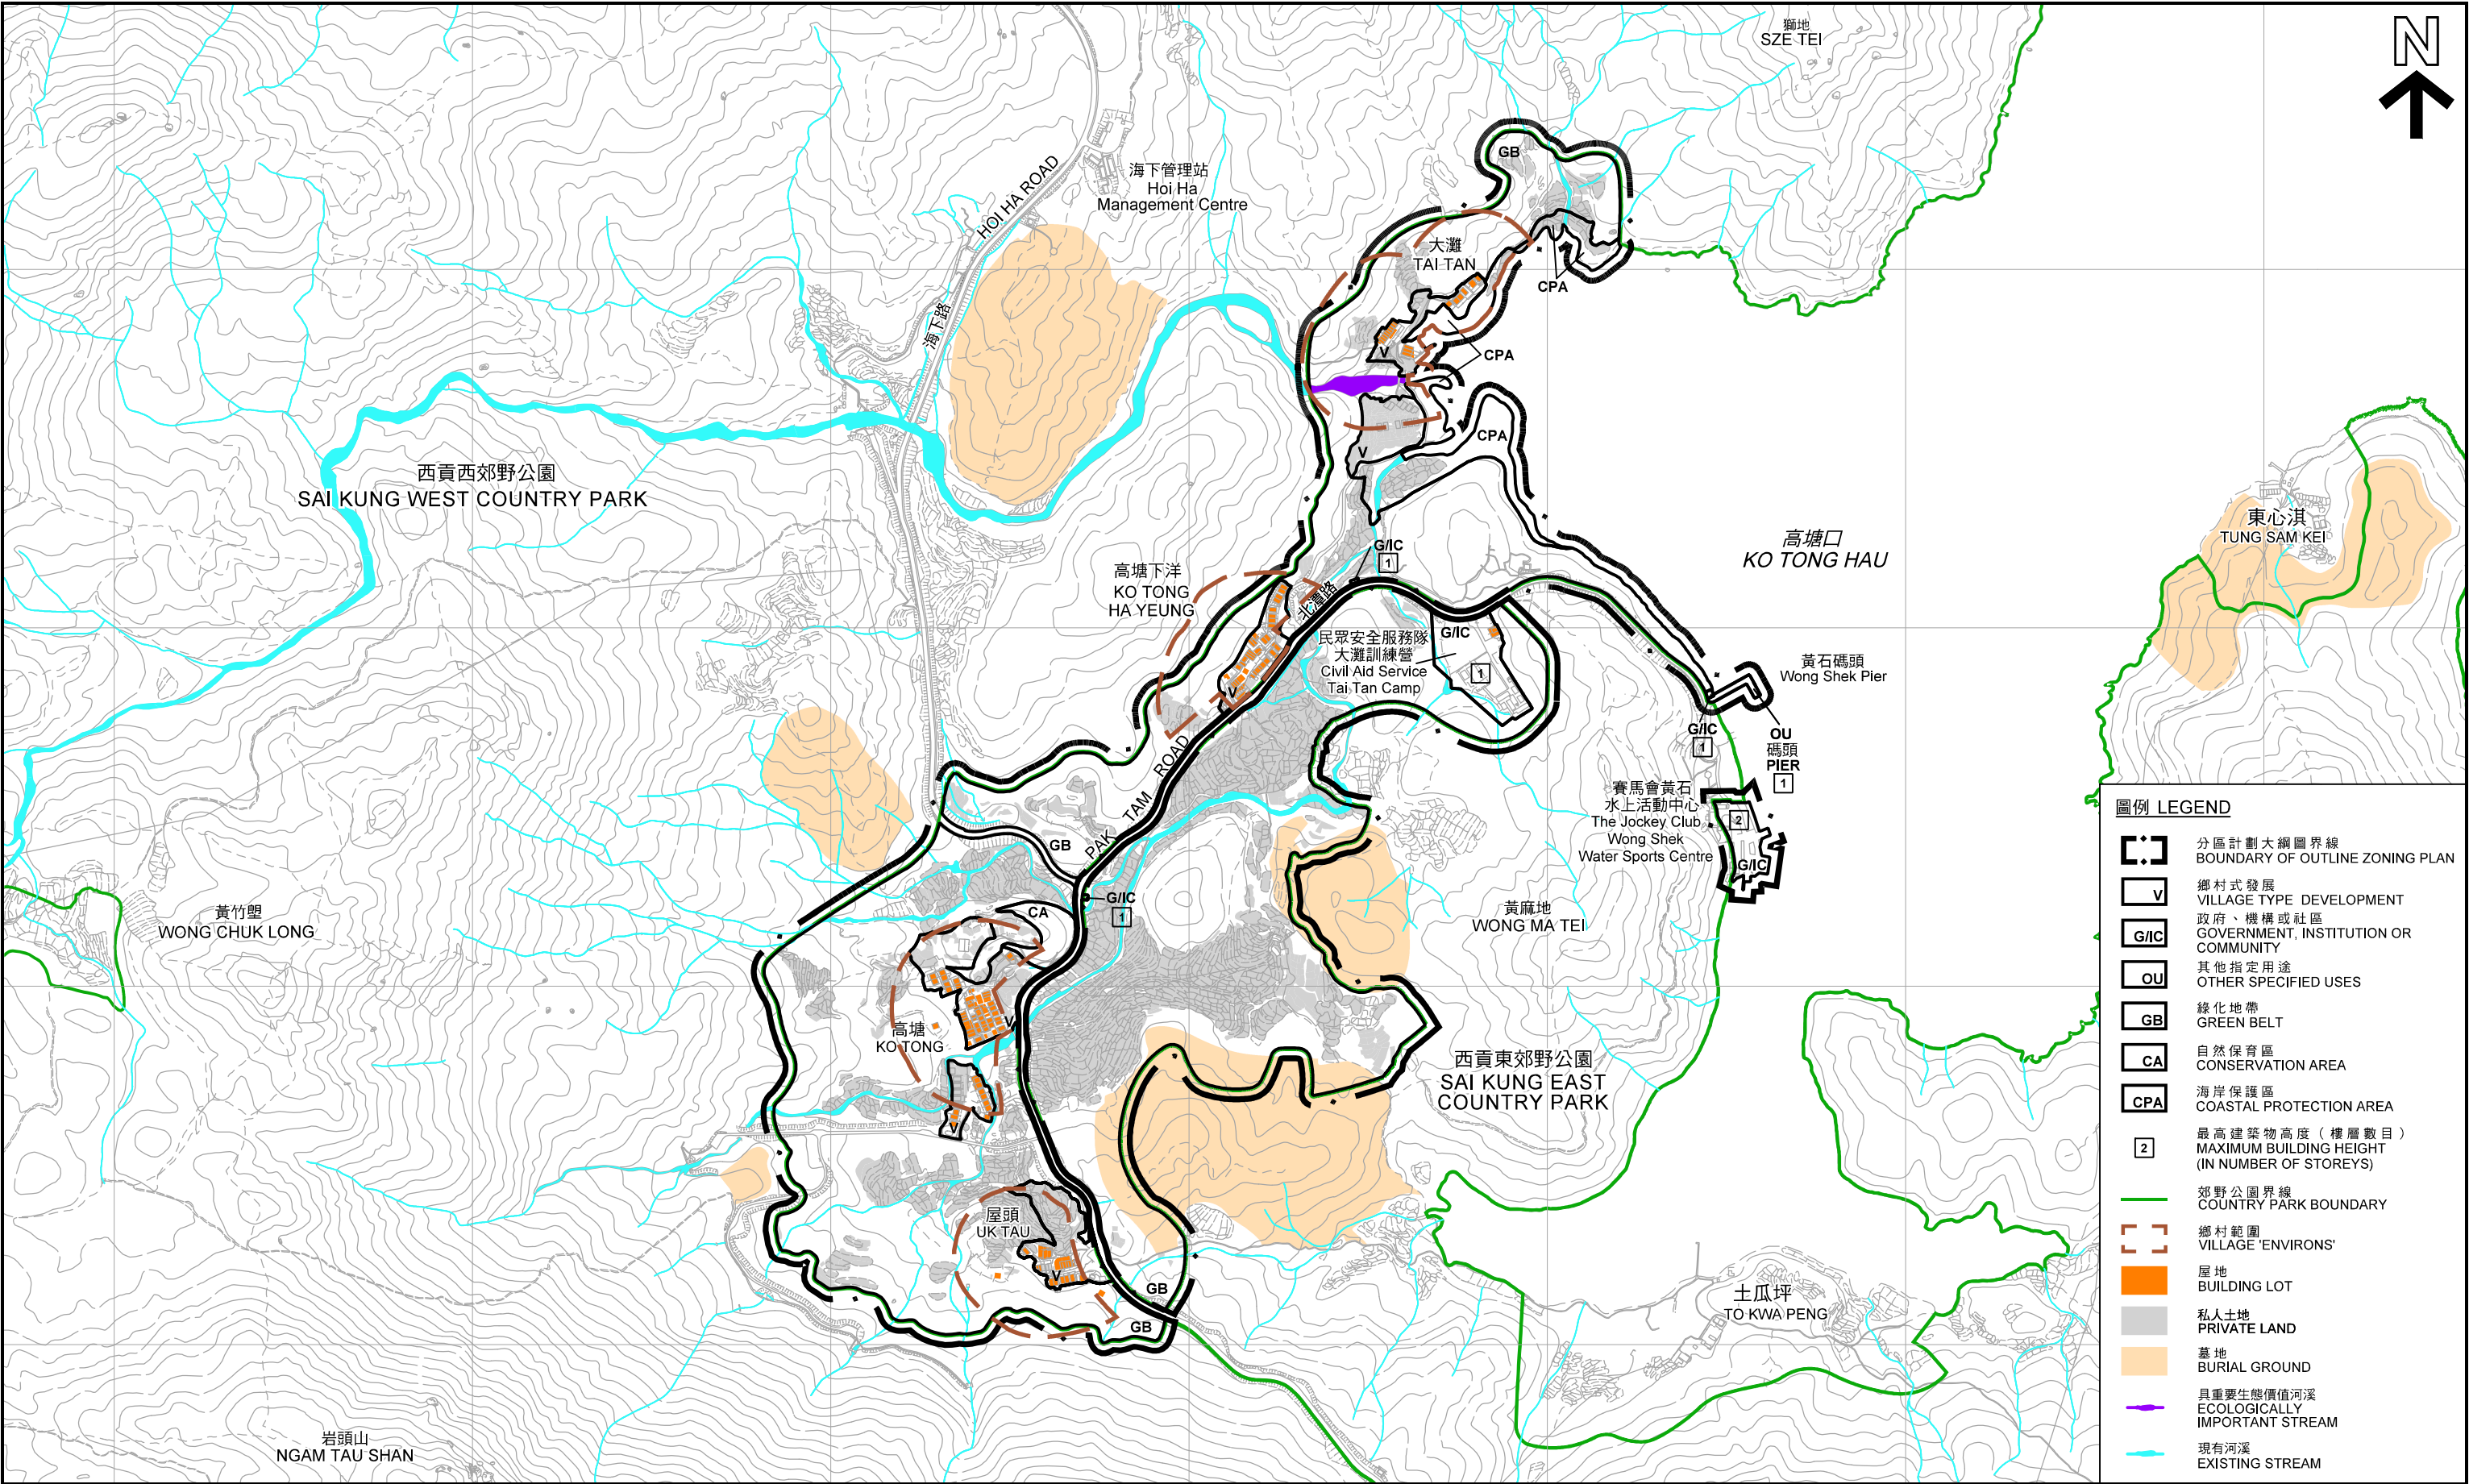 獅地
SZE TEI
N
GB
海下管理站
Hoi Ha
Management Centre
HOI HA ROAD
海下路
大灘
TAI TAN
CPA
V
CPA
CPA
V
西貢西郊野公園
SAI KUNG WEST COUNTRY PARK
東心淇
TUNG SAM KEI
高塘口
KO TONG HAU
G/IC
1
高塘下洋
KO TONG
HA YEUNG
北潭路
民眾安全服務隊
大灘訓練營
Civil Aid Service
Tai Tan Camp
G/IC
1
V
黃石碼頭
Wong Shek Pier
G/IC
1
OU
碼頭
PIER
1
PAK TAM ROAD
賽馬會黃石
水上活動中心
The Jockey Club
Wong Shek
Water Sports Centre
2
G/IC
GB
G/IC
1
CA
黃竹塱
WONG CHUK LONG
黃麻地
WONG MA TEI
高塘
KO TONG
V
西貢東郊野公園
SAI KUNG EAST
COUNTRY PARK
V
屋頭
UK TAU
V
GB
GB
土瓜坪
TO KWA PENG
岩頭山
NGAM TAU SHAN
圖例 LEGEND
分區計劃大綱圖界線
BOUNDARY OF OUTLINE ZONING PLAN
V
鄉村式發展
VILLAGE TYPE DEVELOPMENT
G/IC
政府、機構或社區
GOVERNMENT, INSTITUTION OR
COMMUNITY
OU
其他指定用途
OTHER SPECIFIED USES
GB
綠化地帶
GREEN BELT
CA
自然保育區
CONSERVATION AREA
CPA
海岸保護區
COASTAL PROTECTION AREA
2
最高建築物高度（樓層數目）
MAXIMUM BUILDING HEIGHT
(IN NUMBER OF STOREYS)
郊野公園界線
COUNTRY PARK BOUNDARY
鄉村範圍
VILLAGE 'ENVIRONS'
屋地
BUILDING LOT
私人土地
PRIVATE LAND
墓地
BURIAL GROUND
具重要生態價值河溪
ECOLOGICALLY
IMPORTANT STREAM
現有河溪
EXISTING STREAM